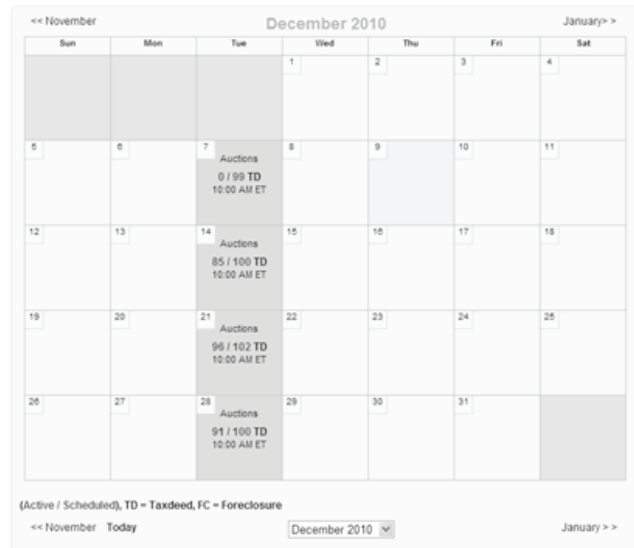 << November December 2010 January> >
Sun Mon Tue Wed Thu Fri Sat
1 2 3 4
5 6 7 8 9 10 11
Auctions
0 / 99 TD
10:00 AM ET
12 13 14 15 16 17 18
Auctions
85 / 100 TD
10:00 AM ET
19 20 21 22 23 24 25
Auctions
96 / 102 TD
10:00 AM ET
26 27 28 29 30 31
Auctions
91 / 100 TD
10:00 AM ET
(Active / Scheduled), TD = Taxdeed, FC = Foreclosure
<< November Today December 2010 January > >